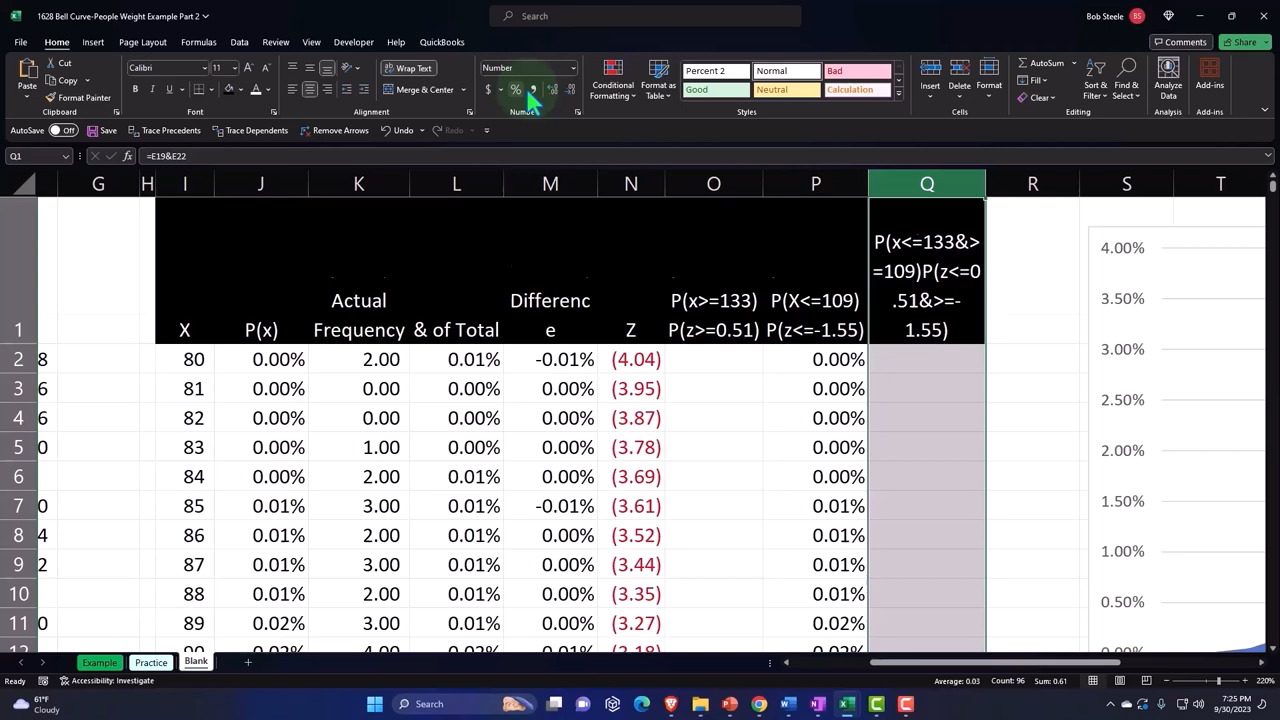 1628 Bell Curve-People Weight Example Part 2
Search
Bob Steele
BS
File Home Insert Page Layout Formulas Data Review View Developer Help QuickBooks
Comments
Share
Cut
Copy
Paste
Format Painter
Clipboard
Calibri
11
B I U
Font
Wrap Text
Merge & Center
Alignment
Number
$ % ,
Conditional
Formatting
Format as
Table
Percent 2 Normal Bad
Good Neutral Calculation
Styles
Insert Delete Format
Cells
AutoSum
Fill
Clear
Sort &
Filter
Find &
Select
Editing
Analyze
Data
Analysis
Add-ins
Add-ins
AutoSave Off Save Trace Precedents Trace Dependents Remove Arrows Undo Redo
Q1 fx =E19&E22
G H I J K L M N O P Q R S T
P(x<=133&>
=109)P(z<=0
.51&>=-
1.55)
Actual Differenc P(x>=133) P(X<=109)
1 X P(x) Frequency & of Total e Z P(z>=0.51) P(z<=-1.55)
2 8 80 0.00% 2.00 0.01% -0.01% (4.04) 0.00%
3 6 81 0.00% 0.00 0.00% 0.00% (3.95) 0.00%
4 6 82 0.00% 0.00 0.00% 0.00% (3.87) 0.00%
5 0 83 0.00% 1.00 0.00% 0.00% (3.78) 0.00%
6 84 0.00% 2.00 0.01% 0.00% (3.69) 0.00%
7 0 85 0.01% 3.00 0.01% -0.01% (3.61) 0.01%
8 4 86 0.01% 2.00 0.01% 0.00% (3.52) 0.01%
9 2 87 0.01% 3.00 0.01% 0.00% (3.44) 0.01%
10 88 0.01% 2.00 0.01% 0.00% (3.35) 0.01%
11 0 89 0.02% 3.00 0.01% 0.00% (3.27) 0.02%
4.00%
3.50%
3.00%
2.50%
2.00%
1.50%
1.00%
0.50%
Example Practice Blank
Ready Accessibility: Investigate
Average: 0.03 Count: 96 Sum: 0.61
220%
61°F
Cloudy
Search
7:25 PM
9/30/2023